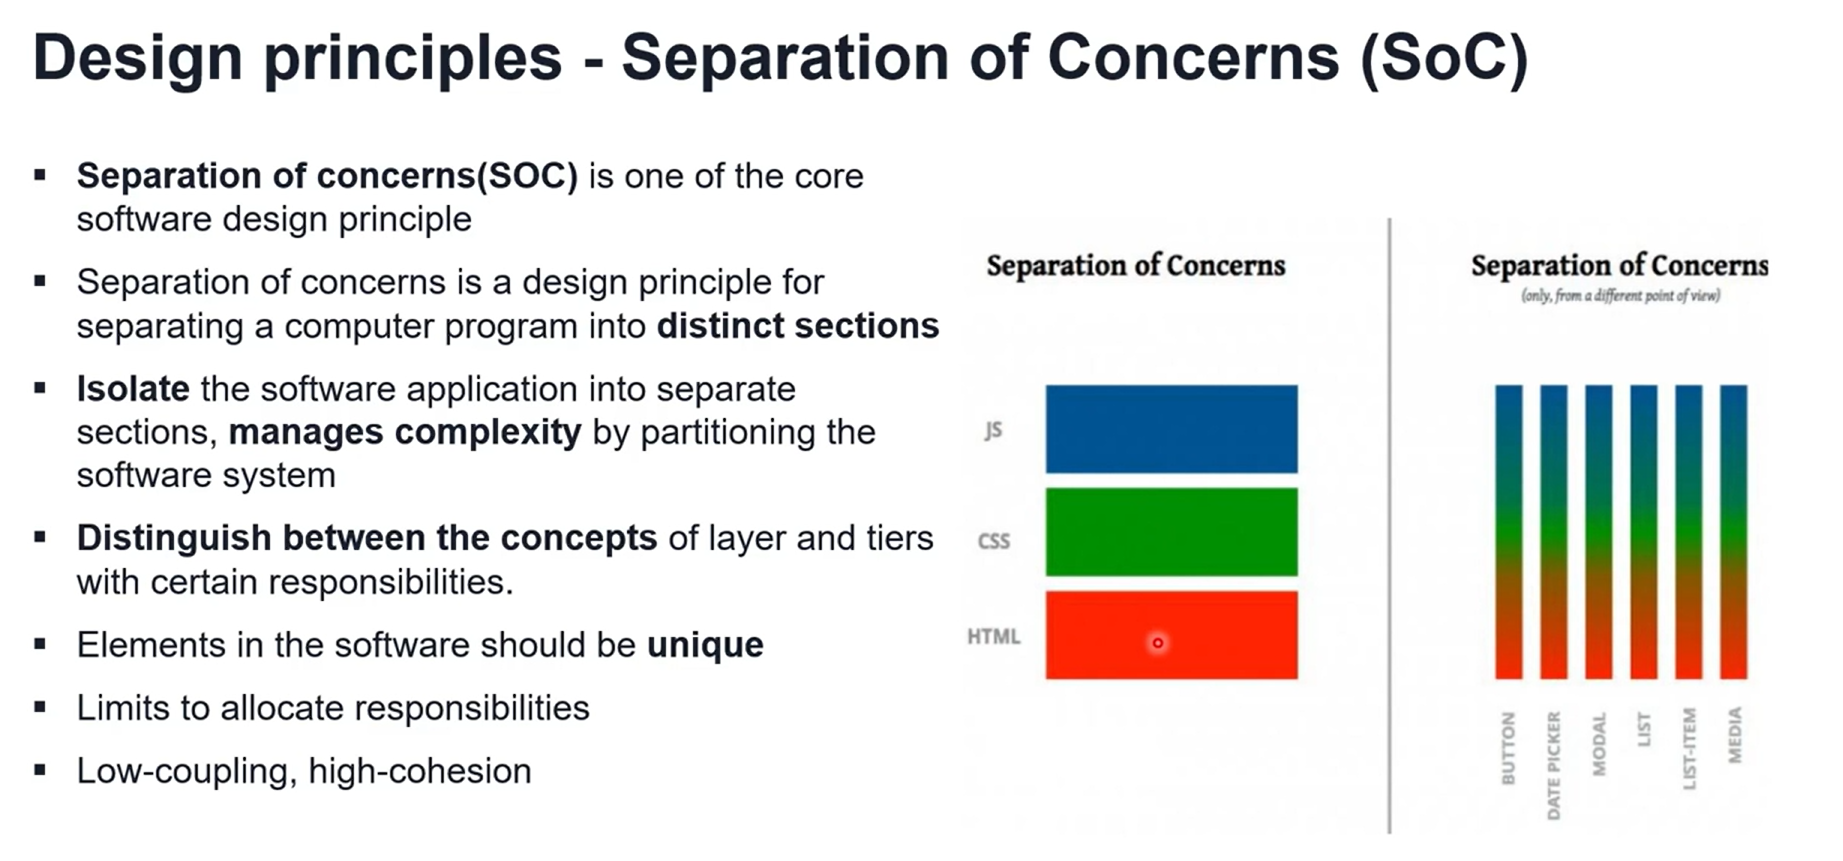 Design principles - Separation of Concerns (SoC)
Separation of concerns(SOC) is one of the core
software design principle
Separation of concerns is a design principle for
separating a computer program into distinct sections
Isolate the software application into separate
sections, manages complexity by partitioning the
software system
Distinguish between the concepts of layer and tiers
with certain responsibilities.
Elements in the software should be unique
Limits to allocate responsibilities
Low-coupling, high-cohesion
Separation of Concerns
JS
CSS
HTML
Separation of Concerns
(only, from a different point of view)
BUTTON
DATE PICKER
MODAL
LIST
LIST-ITEM
MEDIA